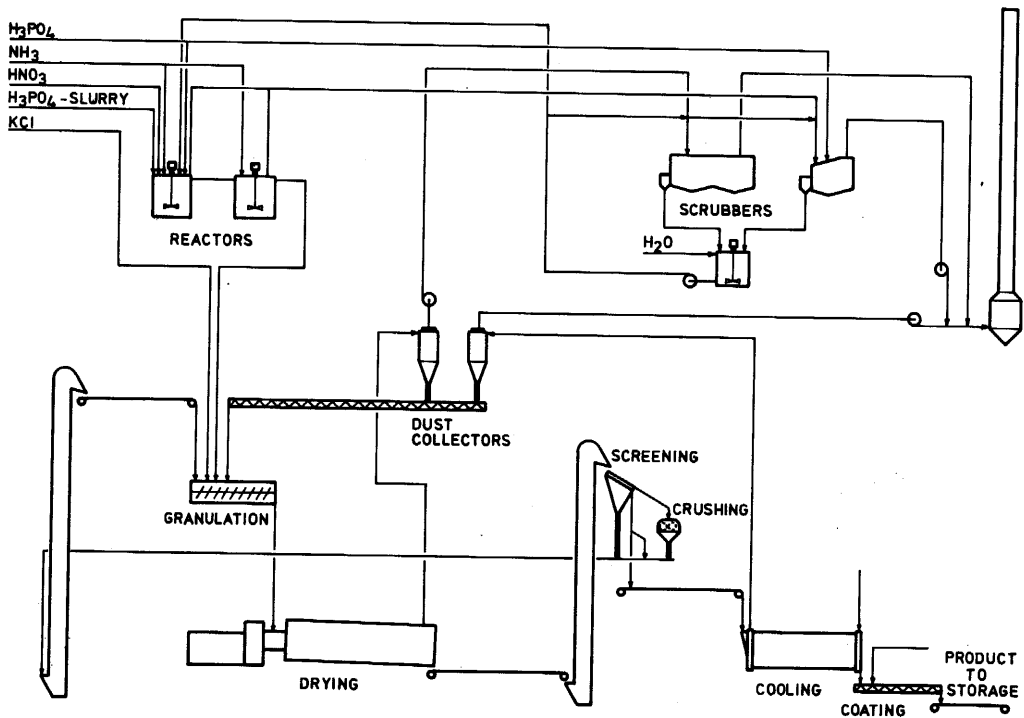 H3PO4
NH3
HNO3
H3PO4-SLURRY
KCl
REACTORS
SCRUBBERS
H2O
DUST
COLLECTORS
SCREENING
CRUSHING
GRANULATION
DRYING
COOLING
COATING
PRODUCT
TO
STORAGE